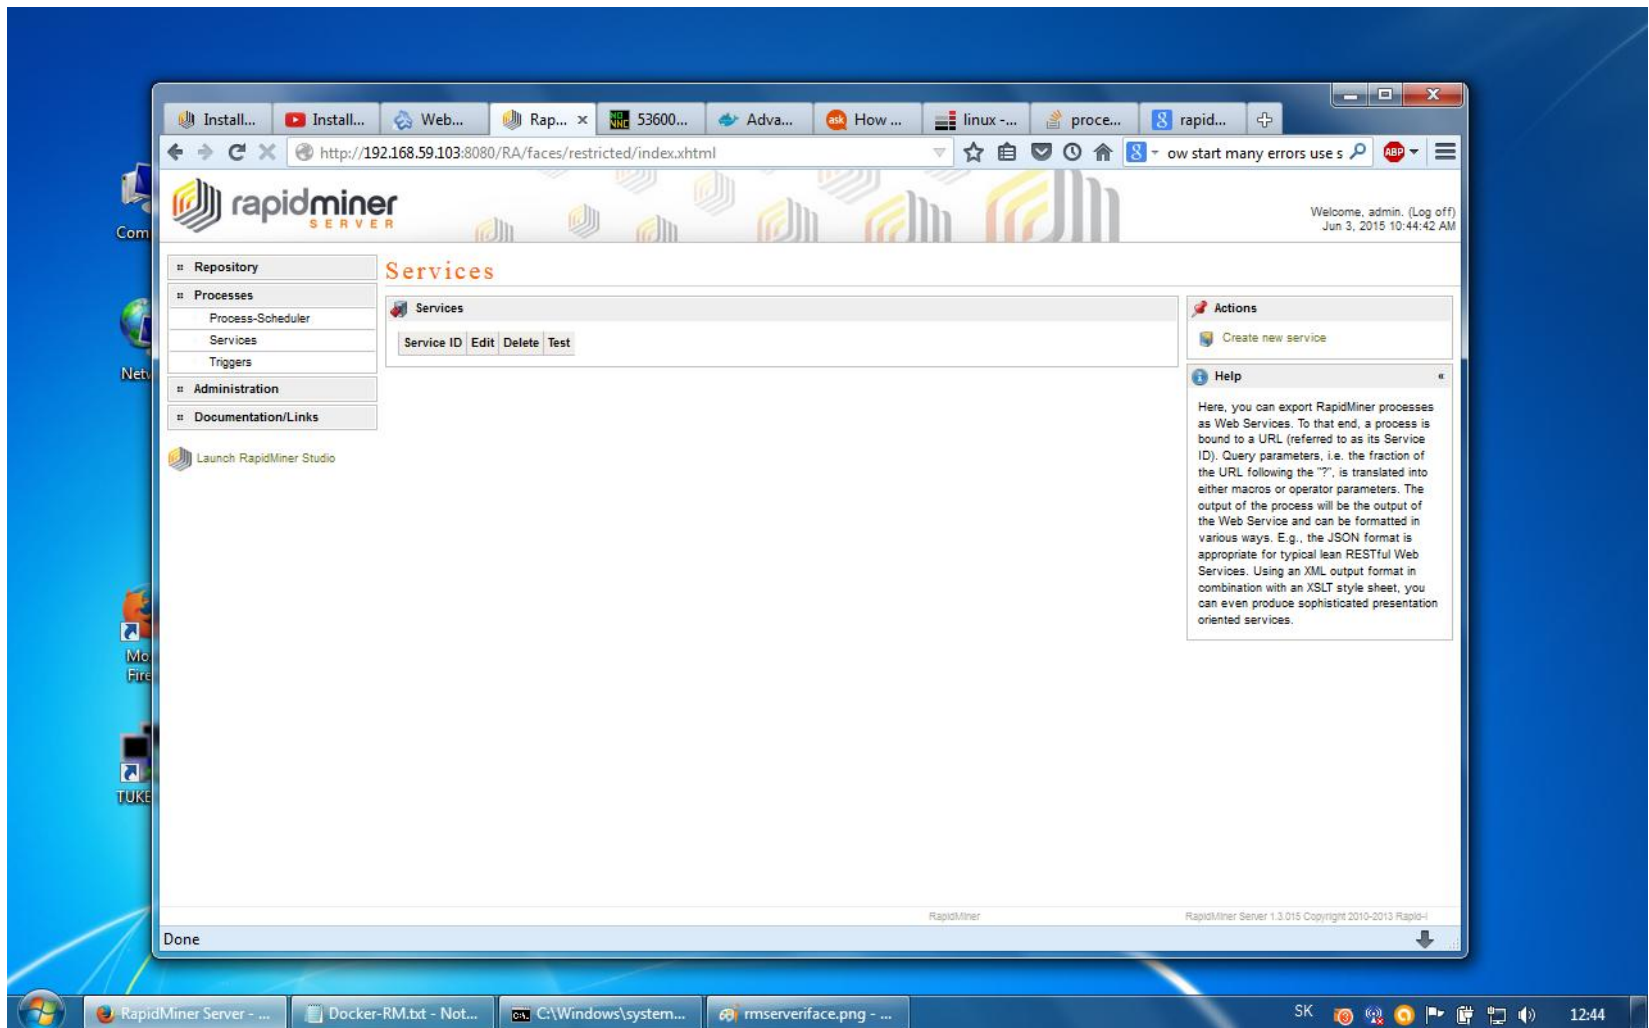 Install...
Install...
Web...
Rap...
53600...
Adva...
ask
How ...
linux -...
proce...
rapid...
http://192.168.59.103:8080/RA/faces/restricted/index.xhtml
ow start many errors use s
ABP
rapidminer
SERVER
Welcome, admin. (Log off)
Jun 3, 2015 10:44:42 AM
Com
Netw
Mo
Fire
TUKE
Repository
Processes
Process-Scheduler
Services
Triggers
Administration
Documentation/Links
Launch RapidMiner Studio
Services
Services
Service ID Edit Delete Test
Actions
Create new service
Help
Here, you can export RapidMiner processes
as Web Services. To that end, a process is
bound to a URL (referred to as its Service
ID). Query parameters, i.e. the fraction of
the URL following the "?", is translated into
either macros or operator parameters. The
output of the process will be the output of
the Web Service and can be formatted in
various ways. E.g., the JSON format is
appropriate for typical lean RESTful Web
Services. Using an XML output format in
combination with an XSLT style sheet, you
can even produce sophisticated presentation
oriented services.
RapidMiner
RapidMiner Server 1.3.015 Copyright 2010-2013 Rapid-I
Done
RapidMiner Server - ...
Docker-RM.txt - Not...
C:\Windows\system...
rmserveriface.png - ...
SK
12:44